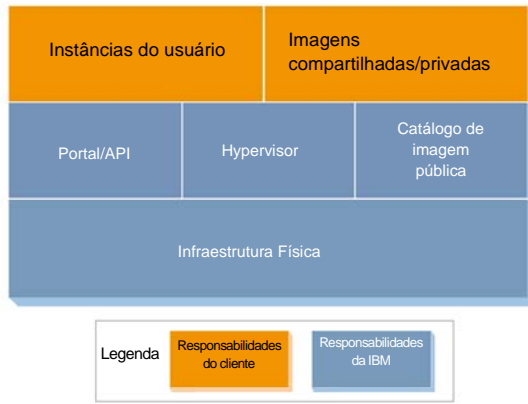 Instâncias do usuário
Imagens
compartilhadas/privadas
Portal/API
Hypervisor
Catálogo de
imagem
pública
Infraestrutura Física
Legenda
Responsabilidades
do cliente
Responsabilidades
da IBM